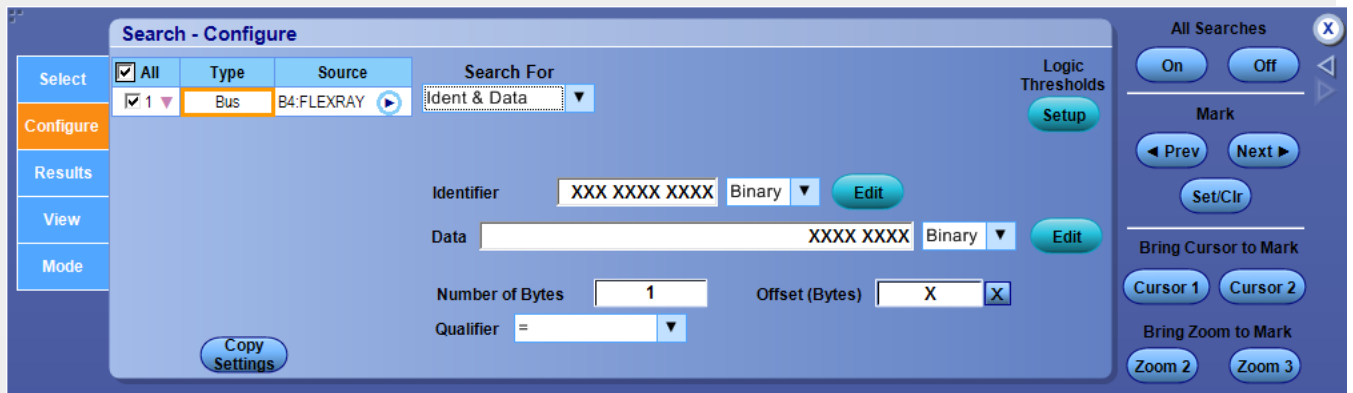 Search - Configure
All Searches
X
On Off
Select
Configure
Results
View
Mode
All Type Source
1 Bus B4:FLEXRAY
Search For
Ident & Data
Logic
Thresholds
Setup
Identifier XXX XXXX XXXX Binary Edit
Data XXXX XXXX Binary Edit
Number of Bytes 1 Offset (Bytes) X X
Qualifier =
Copy
Settings
Mark
Prev Next
Set/Clr
Bring Cursor to Mark
Cursor 1 Cursor 2
Bring Zoom to Mark
Zoom 2 Zoom 3